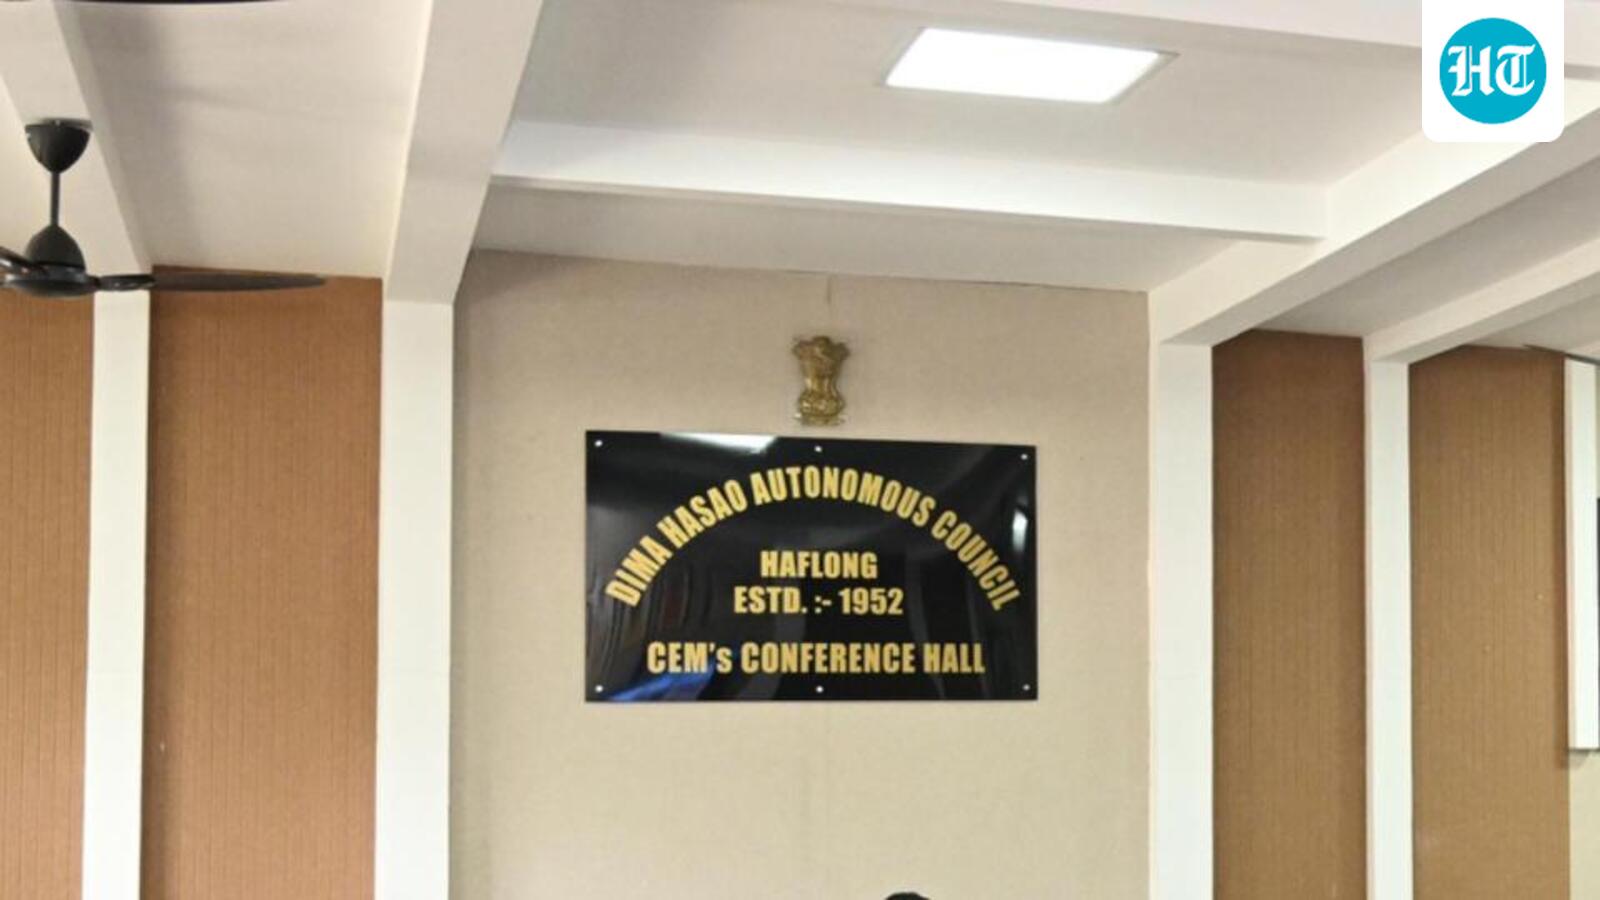 HT
DIMA HASAO AUTONOMOUS COUNCIL
HAFLONG
ESTD. :- 1952
CEM's CONFERENCE HALL